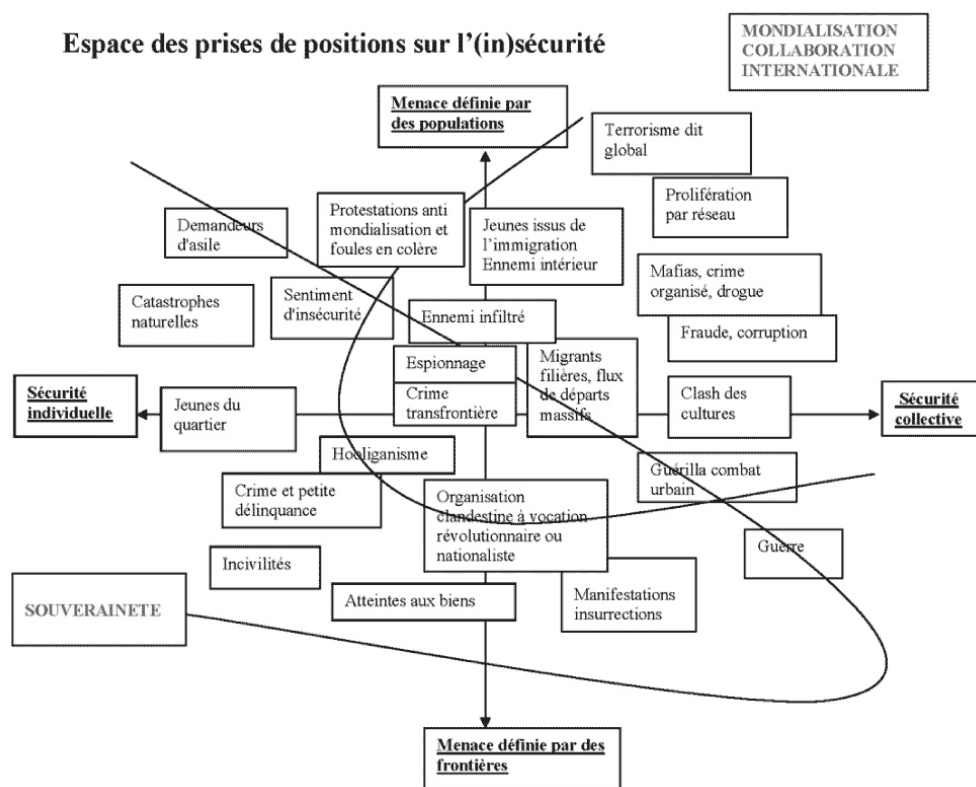 Espace des prises de positions sur l'(in)sécurité
MONDIALISATION
COLLABORATION
INTERNATIONALE
Menace définie par
des populations
Terrorisme dit
global
Prolifération
par réseau
Protestations anti
mondialisation et
foules en colère
Jeunes issus de
l'immigration
Ennemi intérieur
Demandeurs
d'asile
Mafias, crime
organisé, drogue
Catastrophes
naturelles
Sentiment
d'insécurité
Ennemi infiltré
Fraude, corruption
Espionnage
Migrants
filières, flux
de départs
massifs
Sécurité
individuelle
Jeunes du
quartier
Crime
transfrontière
Clash des
cultures
Sécurité
collective
Hooliganisme
Guérilla combat
urbain
Crime et petite
délinquance
Organisation
clandestine à vocation
révolutionnaire ou
nationaliste
Guerre
Incivilités
SOUVERAINETE
Atteintes aux biens
Manifestations
insurrections
Menace définie par des
frontières